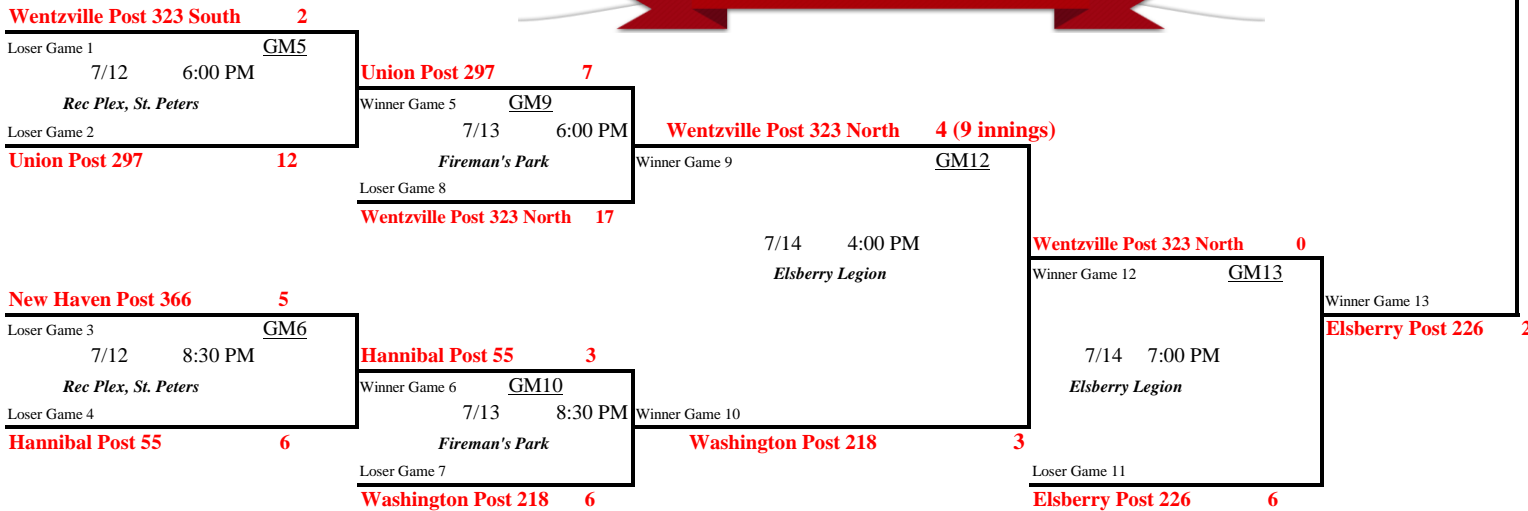 Wentzville Post 323 South 2
Loser Game 1 GM5
7/12 6:00 PM
Rec Plex, St. Peters
Loser Game 2
Union Post 297 12
Union Post 297 7
Winner Game 5 GM9
7/13 6:00 PM
Fireman's Park
Loser Game 8
Wentzville Post 323 North 17
Wentzville Post 323 North 4 (9 innings)
Winner Game 9 GM12
7/14 4:00 PM
Elsberry Legion
New Haven Post 366 5
Loser Game 3 GM6
7/12 8:30 PM
Rec Plex, St. Peters
Loser Game 4
Hannibal Post 55 6
Hannibal Post 55 3
Winner Game 6 GM10
7/13 8:30 PM
Fireman's Park
Loser Game 7
Washington Post 218 6
Winner Game 10
Washington Post 218 3
Wentzville Post 323 North 0
Winner Game 12 GM13
7/14 7:00 PM
Elsberry Legion
Loser Game 11
Elsberry Post 226 6
Winner Game 13
Elsberry Post 226 2